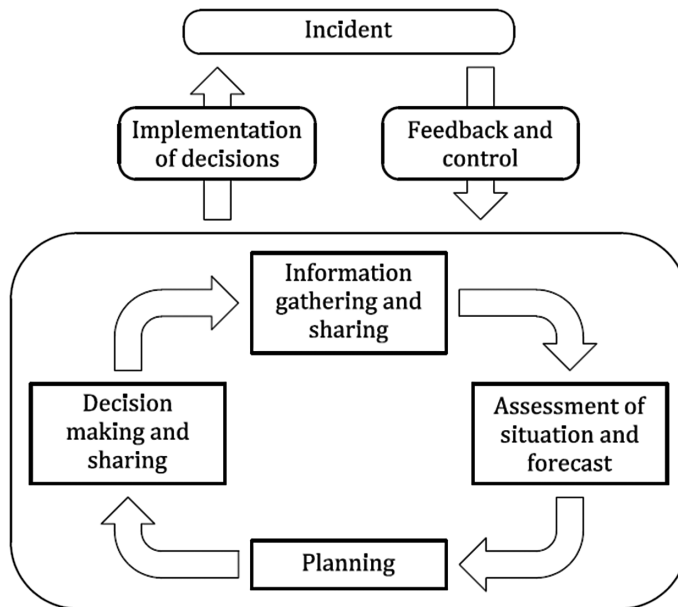 Incident
Implementation
of decisions
Feedback and
control
Information
gathering and
sharing
Decision
making and
sharing
Assessment of
situation and
forecast
Planning